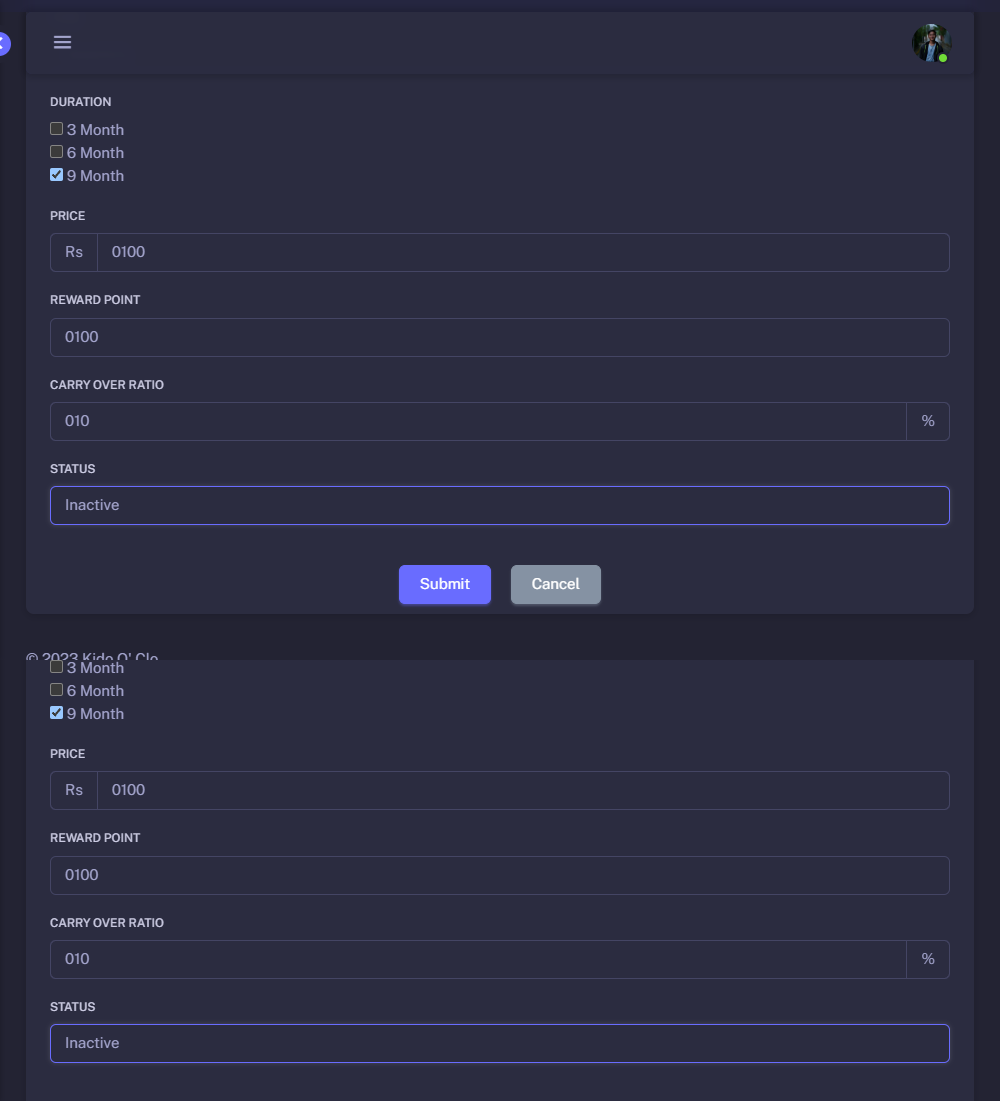 DURATION
3 Month
6 Month
9 Month
PRICE
Rs 0100
REWARD POINT
0100
CARRY OVER RATIO
010 %
STATUS
Inactive
Submit Cancel
© 2023 Kido O' Clo
3 Month
6 Month
9 Month
PRICE
Rs 0100
REWARD POINT
0100
CARRY OVER RATIO
010 %
STATUS
Inactive